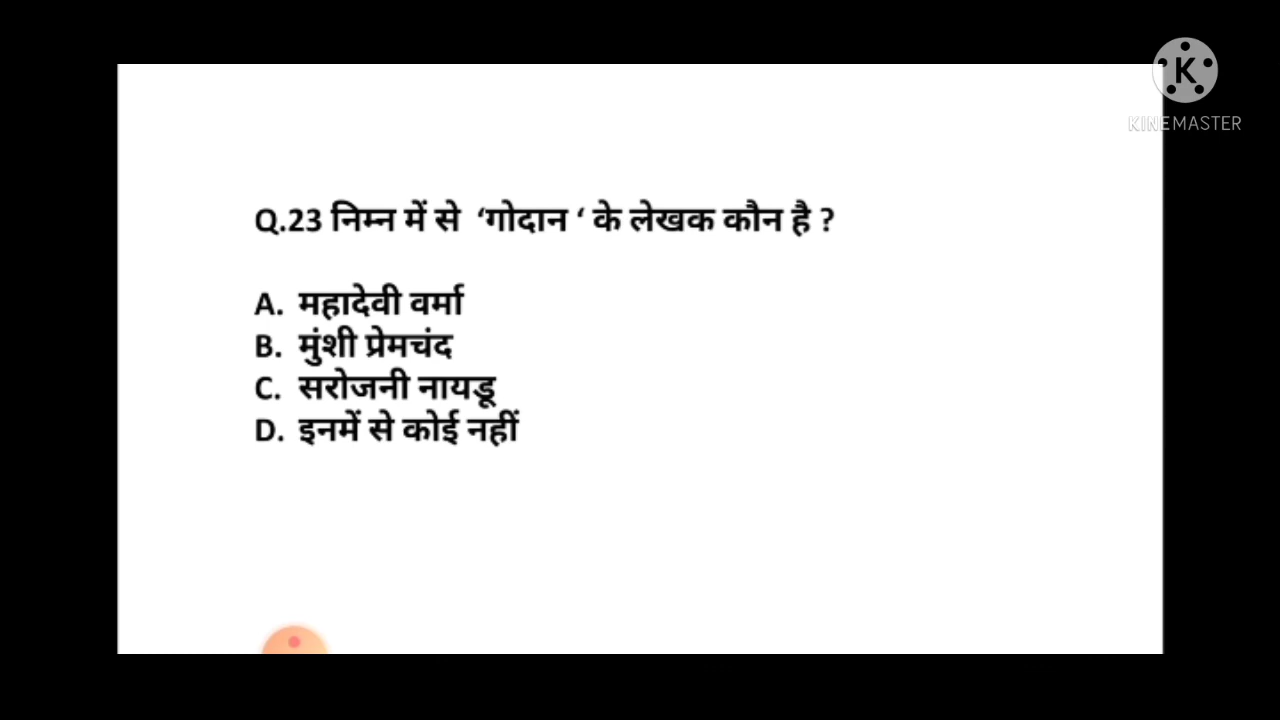 K
KINEMASTER
Q.23 निम्न में से ‘गोदान ‘ के लेखक कौन है ?
A. महादेवी वर्मा
B. मुंशी प्रेमचंद
C. सरोजनी नायडू
D. इनमें से कोई नहीं